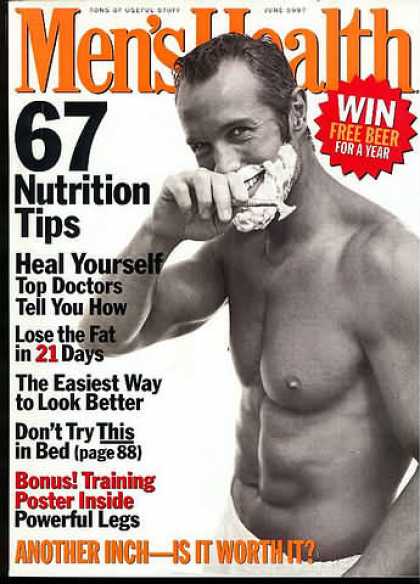 TONS OF USEFUL STUFF JUNE 1997
Men's Health
WIN
FREE BEER
FOR A YEAR
67
Nutrition
Tips
Heal Yourself
Top Doctors
Tell You How
Lose the Fat
in 21 Days
The Easiest Way
to Look Better
Don't Try This
in Bed (page 88)
Bonus! Training
Poster Inside
Powerful Legs
ANOTHER INCH—IS IT WORTH IT?